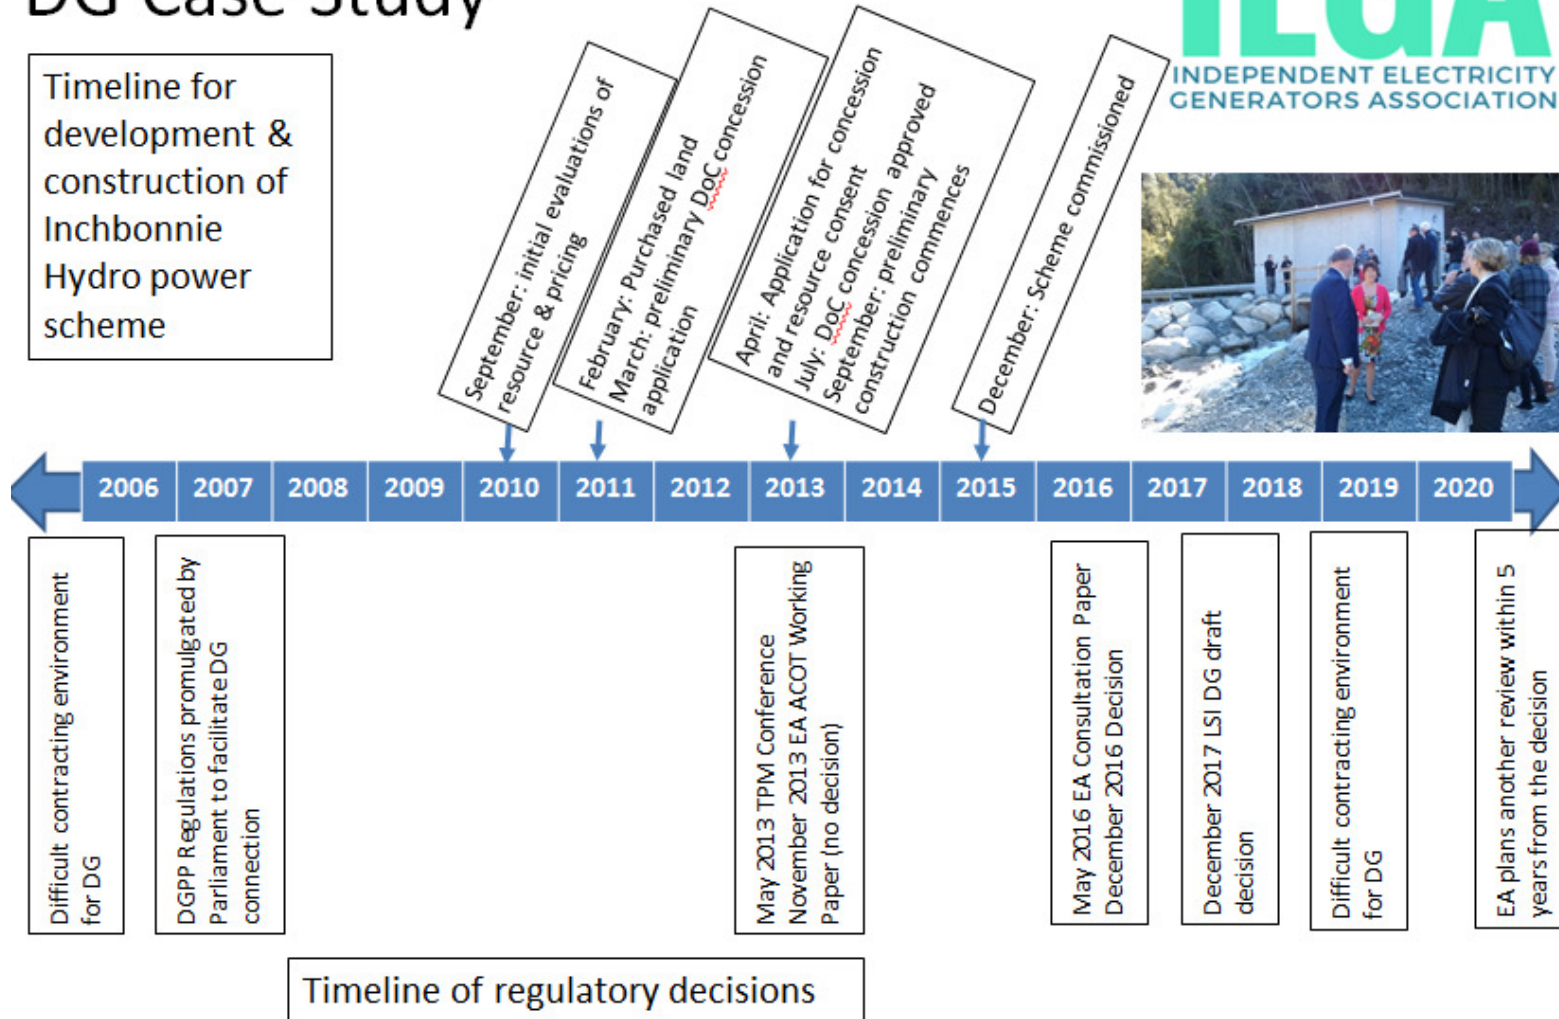 DG Case Study
IEGA
INDEPENDENT ELECTRICITY
GENERATORS ASSOCIATION
Timeline for
development &
construction of
Inchbonnie
Hydro power
scheme
September: initial evaluations of
resource & pricing
February: Purchased land
March: preliminary DoC concession
application
April: Application for concession
and resource consent
July: DoC concession approved
September: preliminary
construction commences
December: Scheme commissioned
2006 2007 2008 2009 2010 2011 2012 2013 2014 2015 2016 2017 2018 2019 2020
Difficult contracting environment
for DG
DGPP Regulations promulgated by
Parliament to facilitate DG
connection
May 2013 TPM Conference
November 2013 EA ACOT Working
Paper (no decision)
May 2016 EA Consultation Paper
December 2016 Decision
December 2017 LSI DG draft
decision
Difficult contracting environment
for DG
EA plans another review within 5
years from the decision
Timeline of regulatory decisions